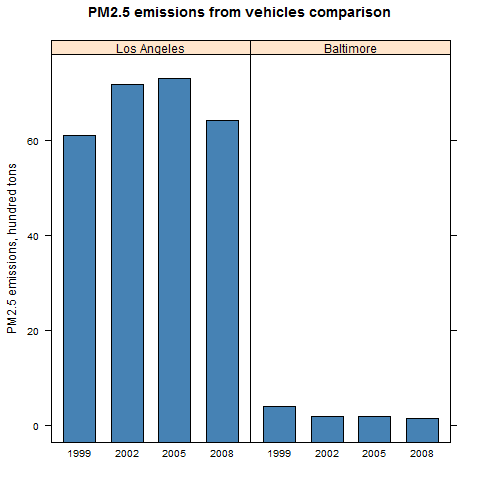 PM2.5 emissions from vehicles comparison
Los Angeles Baltimore
PM2.5 emissions, hundred tons
60
40
20
0
1999 2002 2005 2008 1999 2002 2005 2008